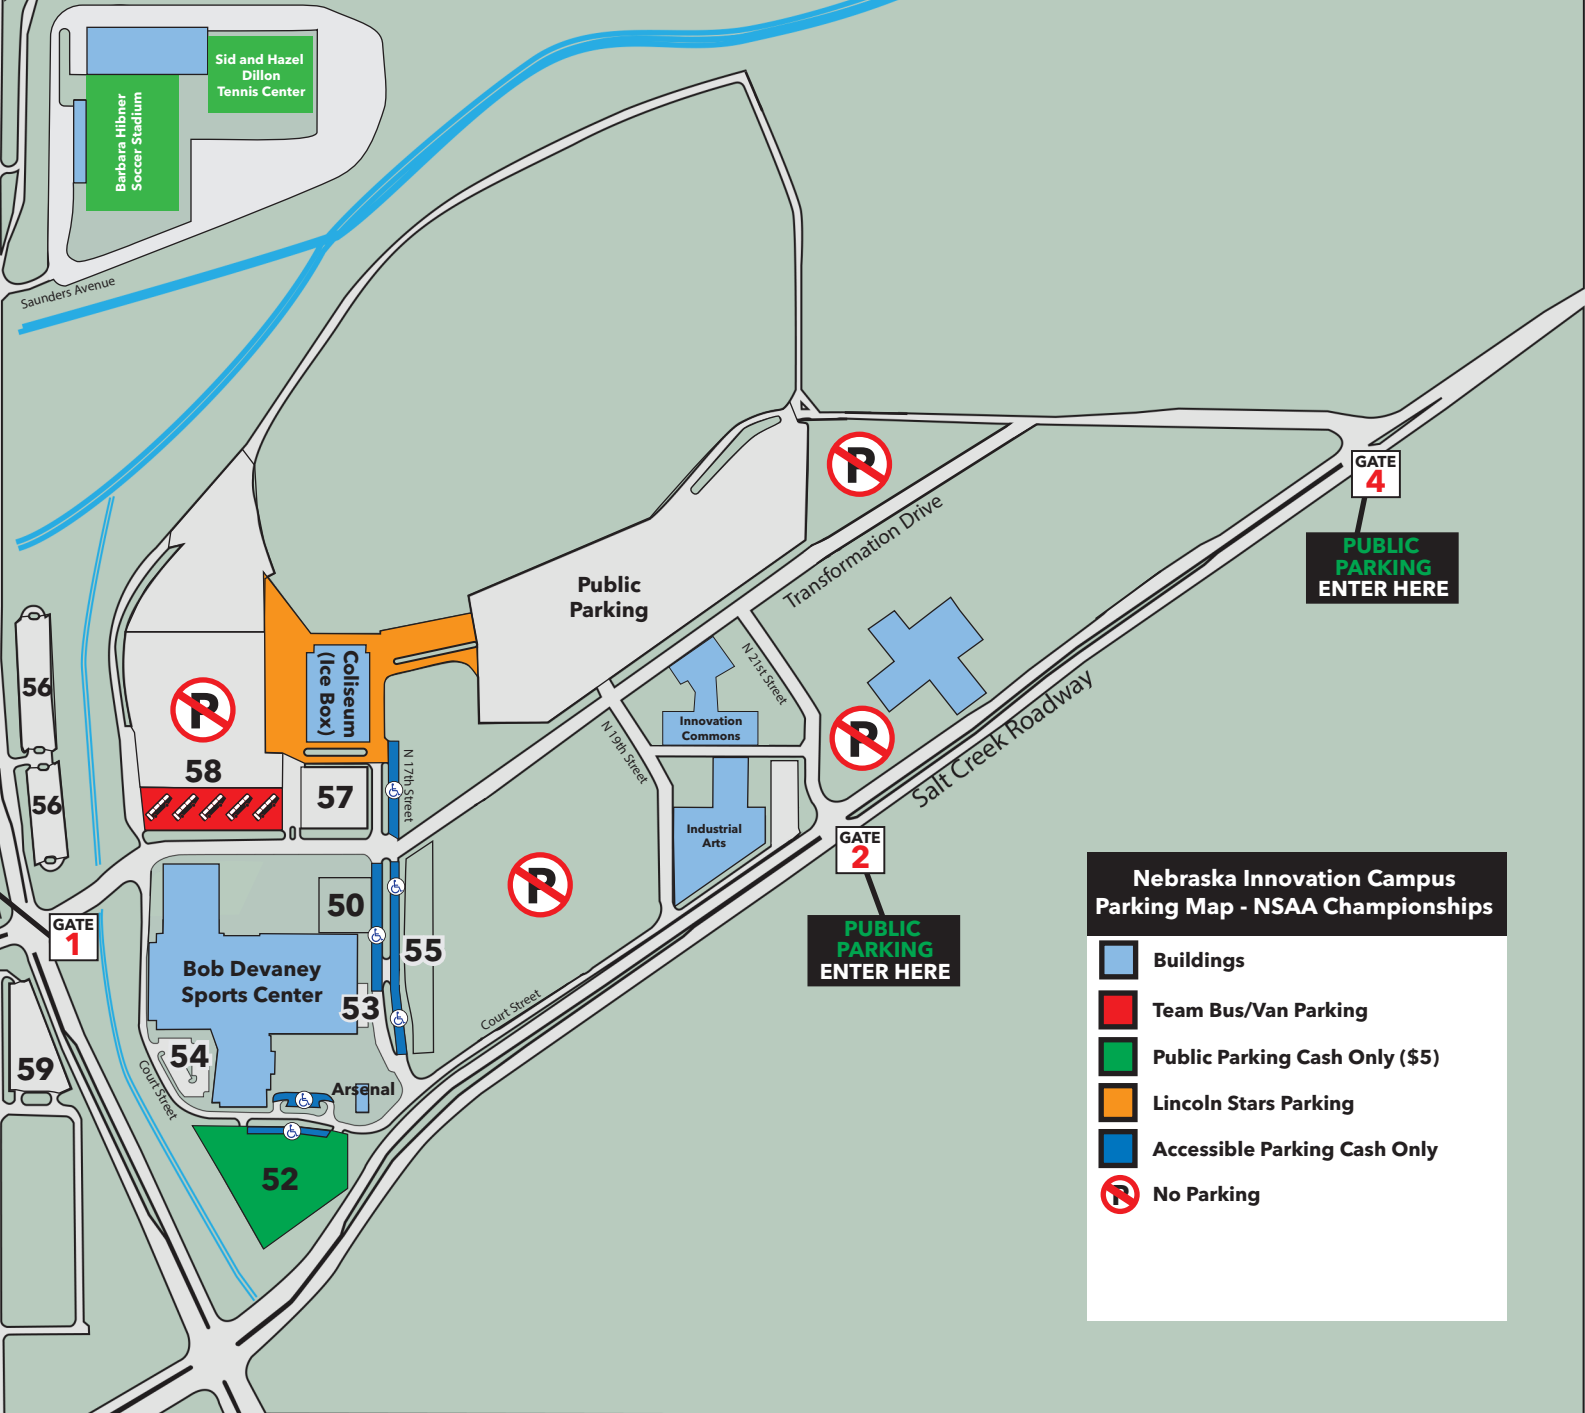 Sid and Hazel
Dillon
Tennis Center
Barbara Hibner
Soccer Stadium
Saunders Avenue
P
GATE
4
PUBLIC
PARKING
ENTER HERE
Transformation Drive
Public
Parking
Coliseum
(Ice Box)
56
P
N 21st Street
Innovation
Commons
N 19th Street
P
Salt Creek Roadway
58
57
N 17th Street
56
Industrial
Arts
GATE
2
PUBLIC
PARKING
ENTER HERE
P
50
55
GATE
1
Bob Devaney
Sports Center
53
Court Street
54
59
Court Street
Arsenal
52
Nebraska Innovation Campus
Parking Map - NSAA Championships
Buildings
Team Bus/Van Parking
Public Parking Cash Only ($5)
Lincoln Stars Parking
Accessible Parking Cash Only
P
No Parking